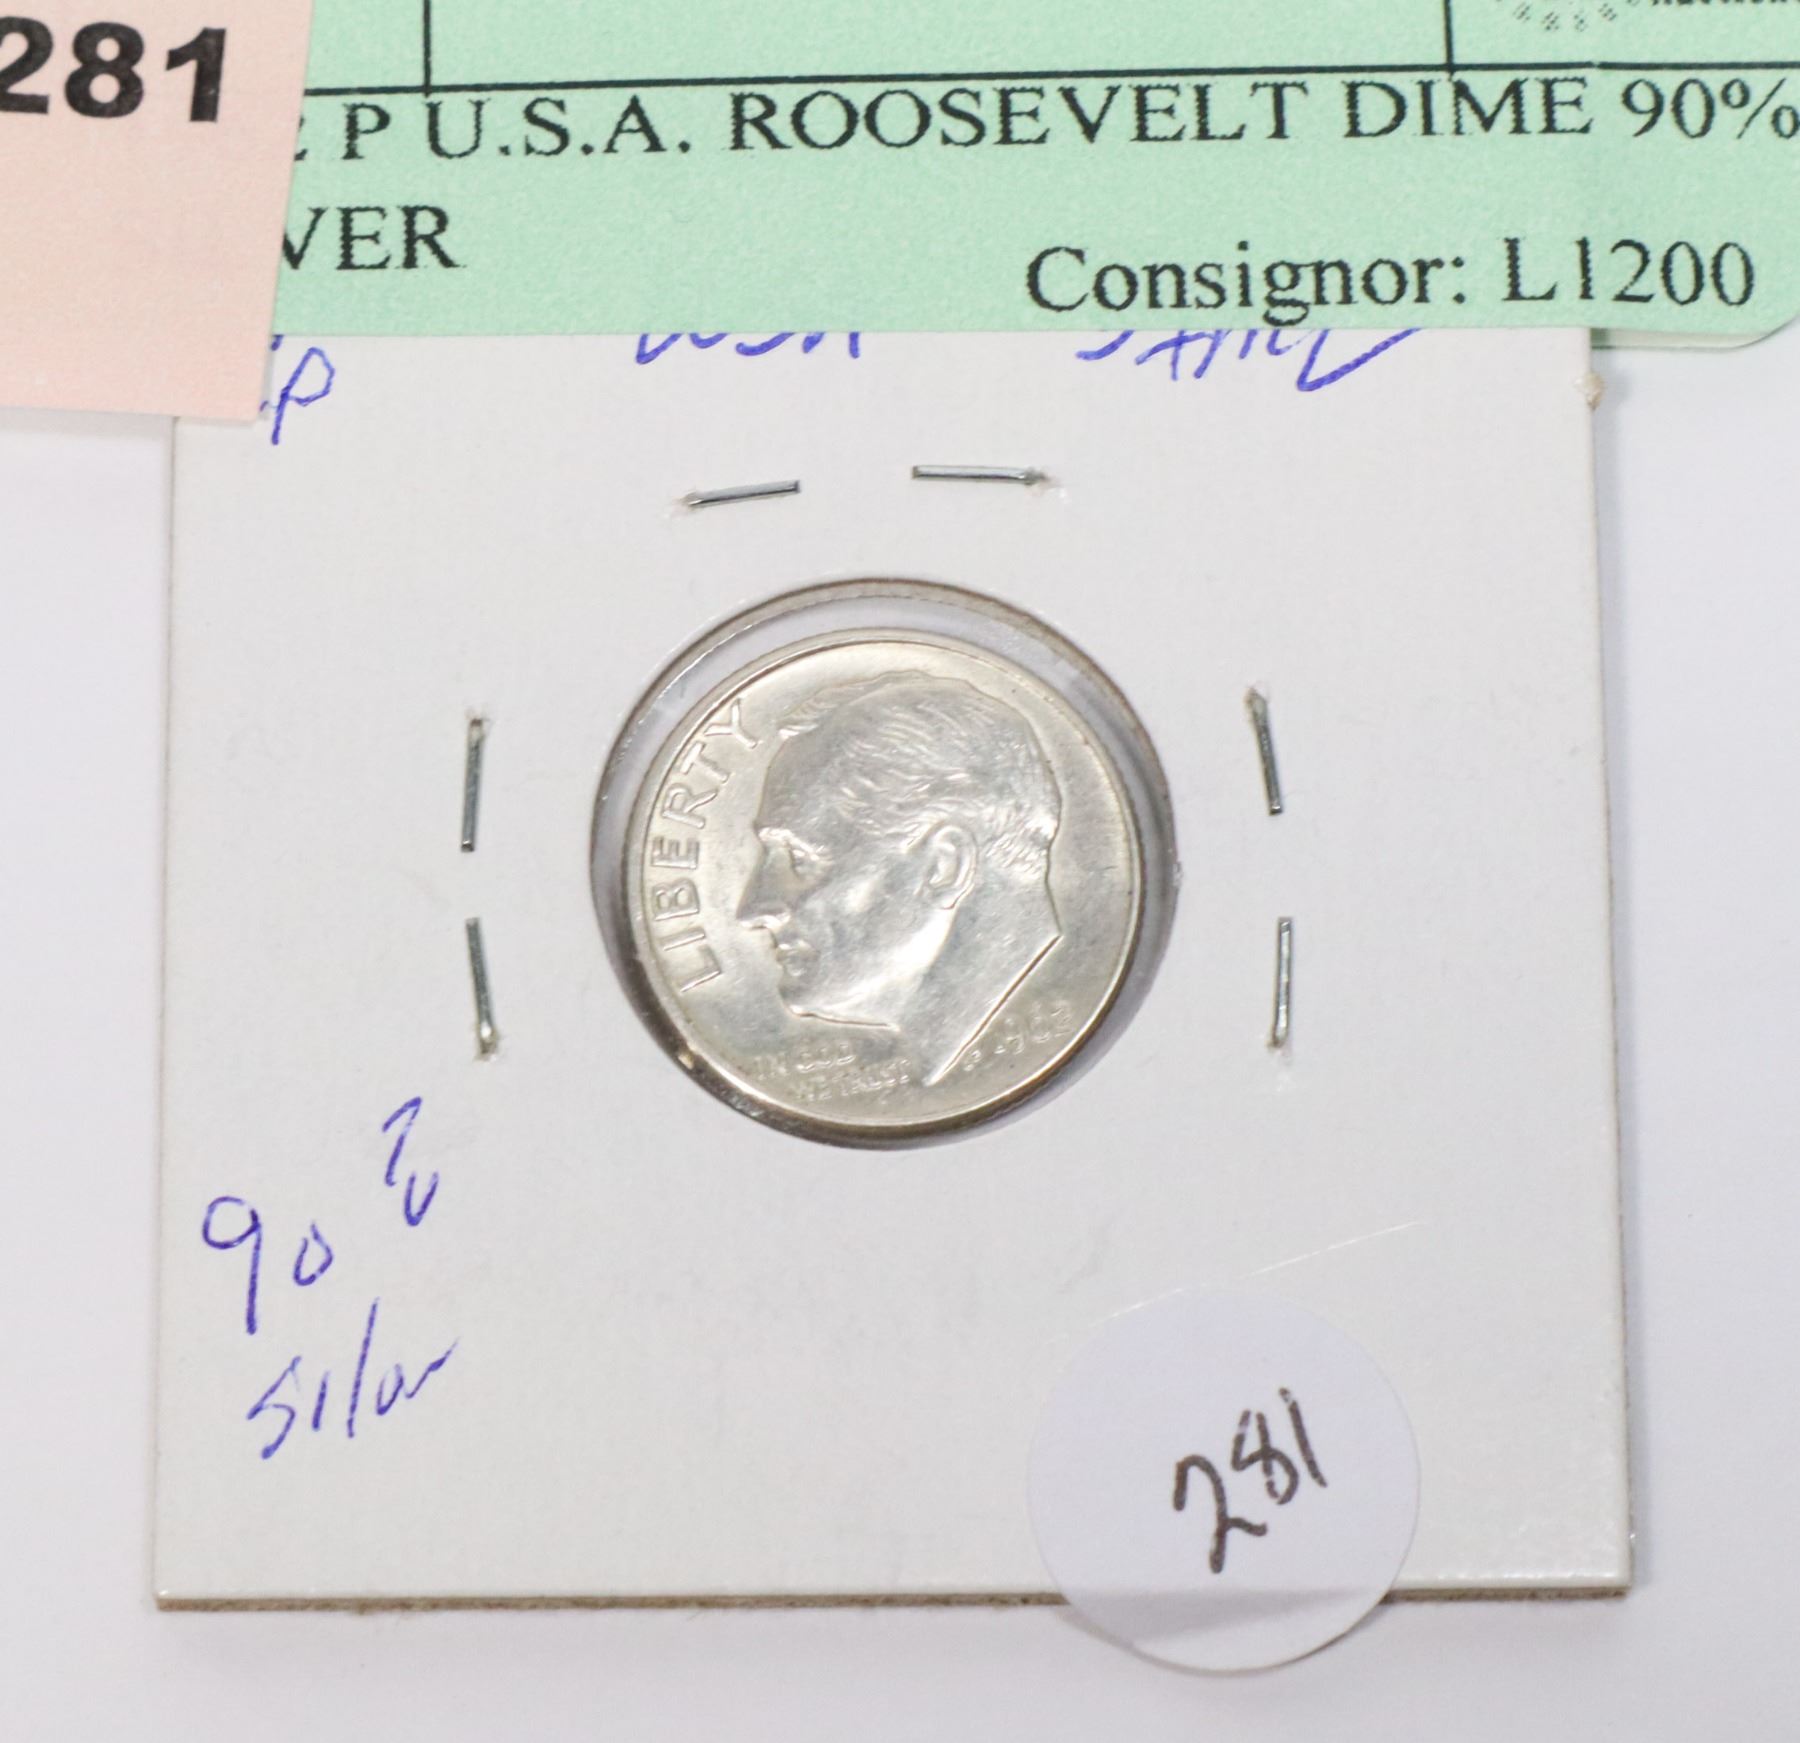 281
P U.S.A. ROOSEVELT DIME 90%
VER
Consignor: L1200
P
LIBERTY
IN GOD
WE TRUST
90 %
Silver
281